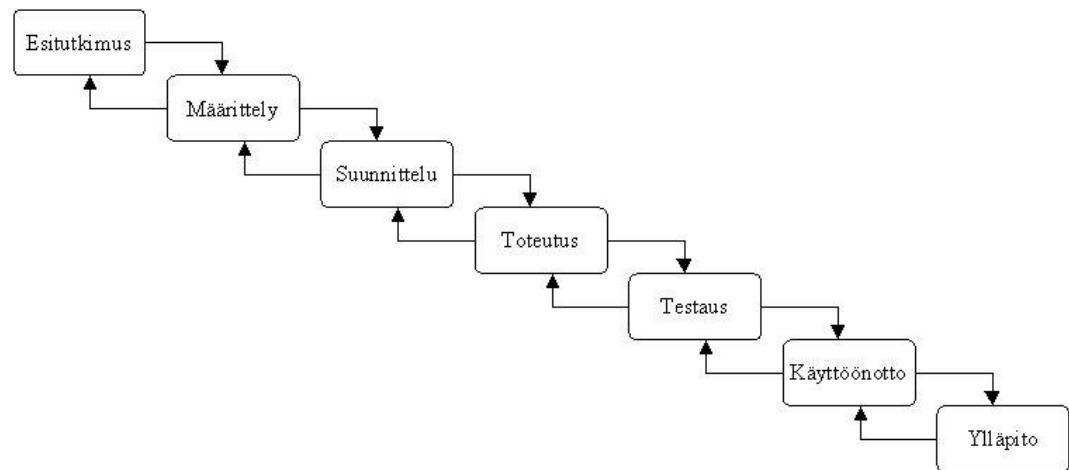 Esitutkimus
Määrittely
Suunnittelu
Toteutus
Testaus
Käyttöönotto
Ylläpito